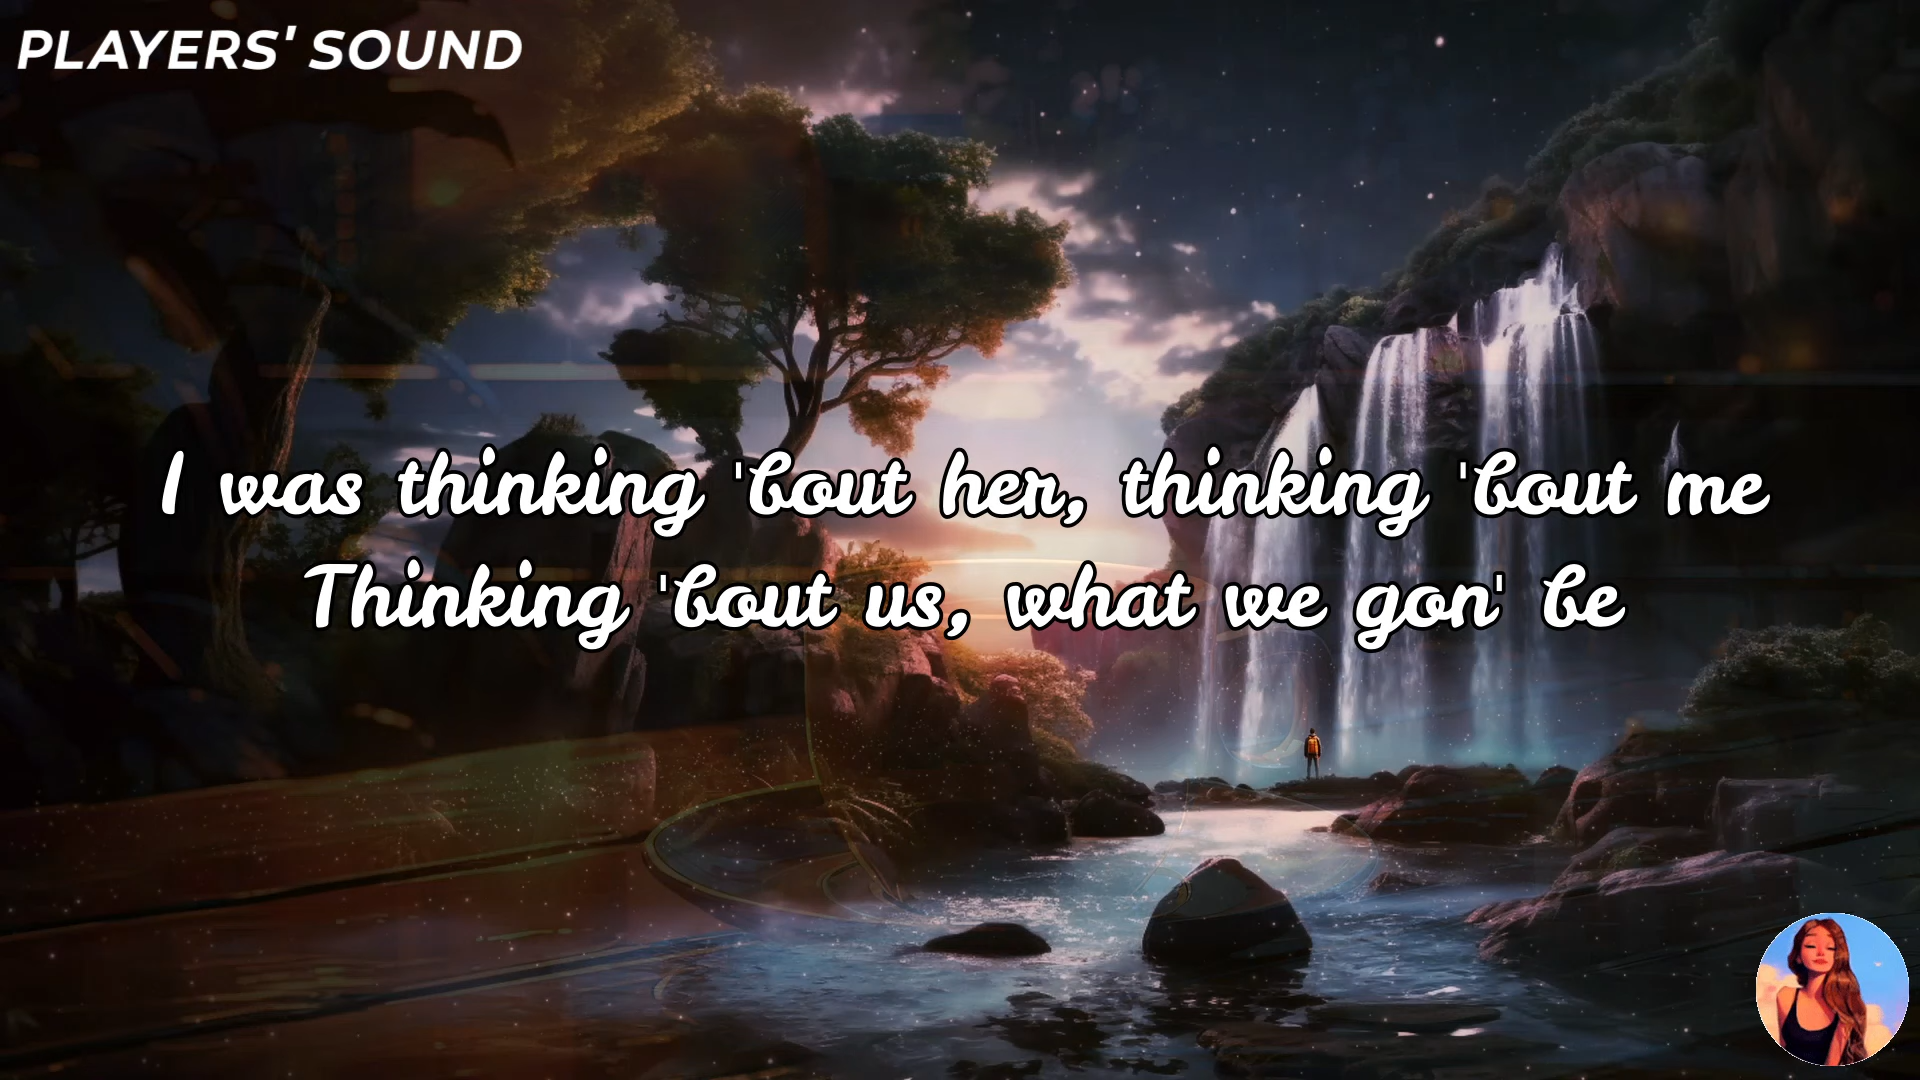 PLAYERS' SOUND
I was thinking 'bout her, thinking 'bout me
Thinking 'bout us, what we gon' be